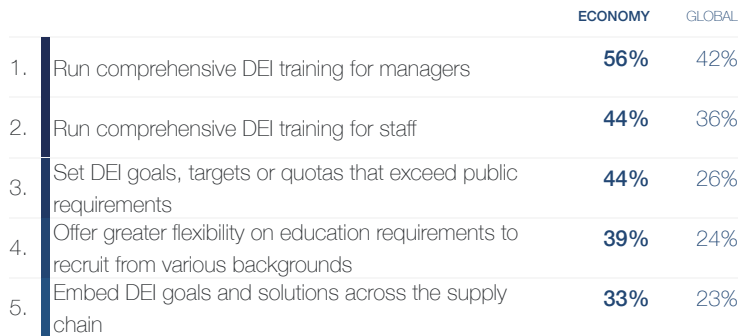 ECONOMY GLOBAL
1. Run comprehensive DEI training for managers 56% 42%
2. Run comprehensive DEI training for staff 44% 36%
3. Set DEI goals, targets or quotas that exceed public
requirements 44% 26%
4. Offer greater flexibility on education requirements to
recruit from various backgrounds 39% 24%
5. Embed DEI goals and solutions across the supply
chain 33% 23%